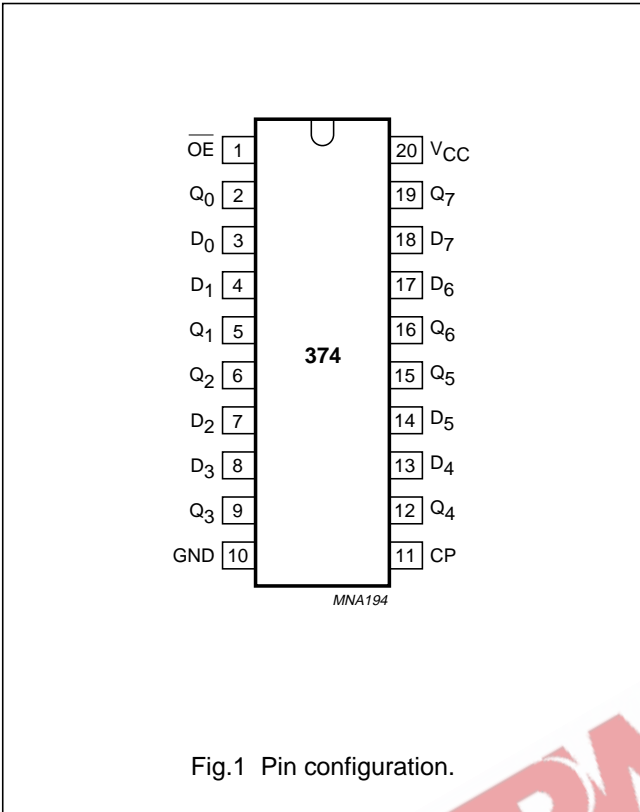 OE 1 20 VCC
Q0 2 19 Q7
D0 3 18 D7
D1 4 17 D6
Q1 5 16 Q6
374
Q2 6 15 Q5
D2 7 14 D5
D3 8 13 D4
Q3 9 12 Q4
GND 10 11 CP
MNA194
Fig.1 Pin configuration.